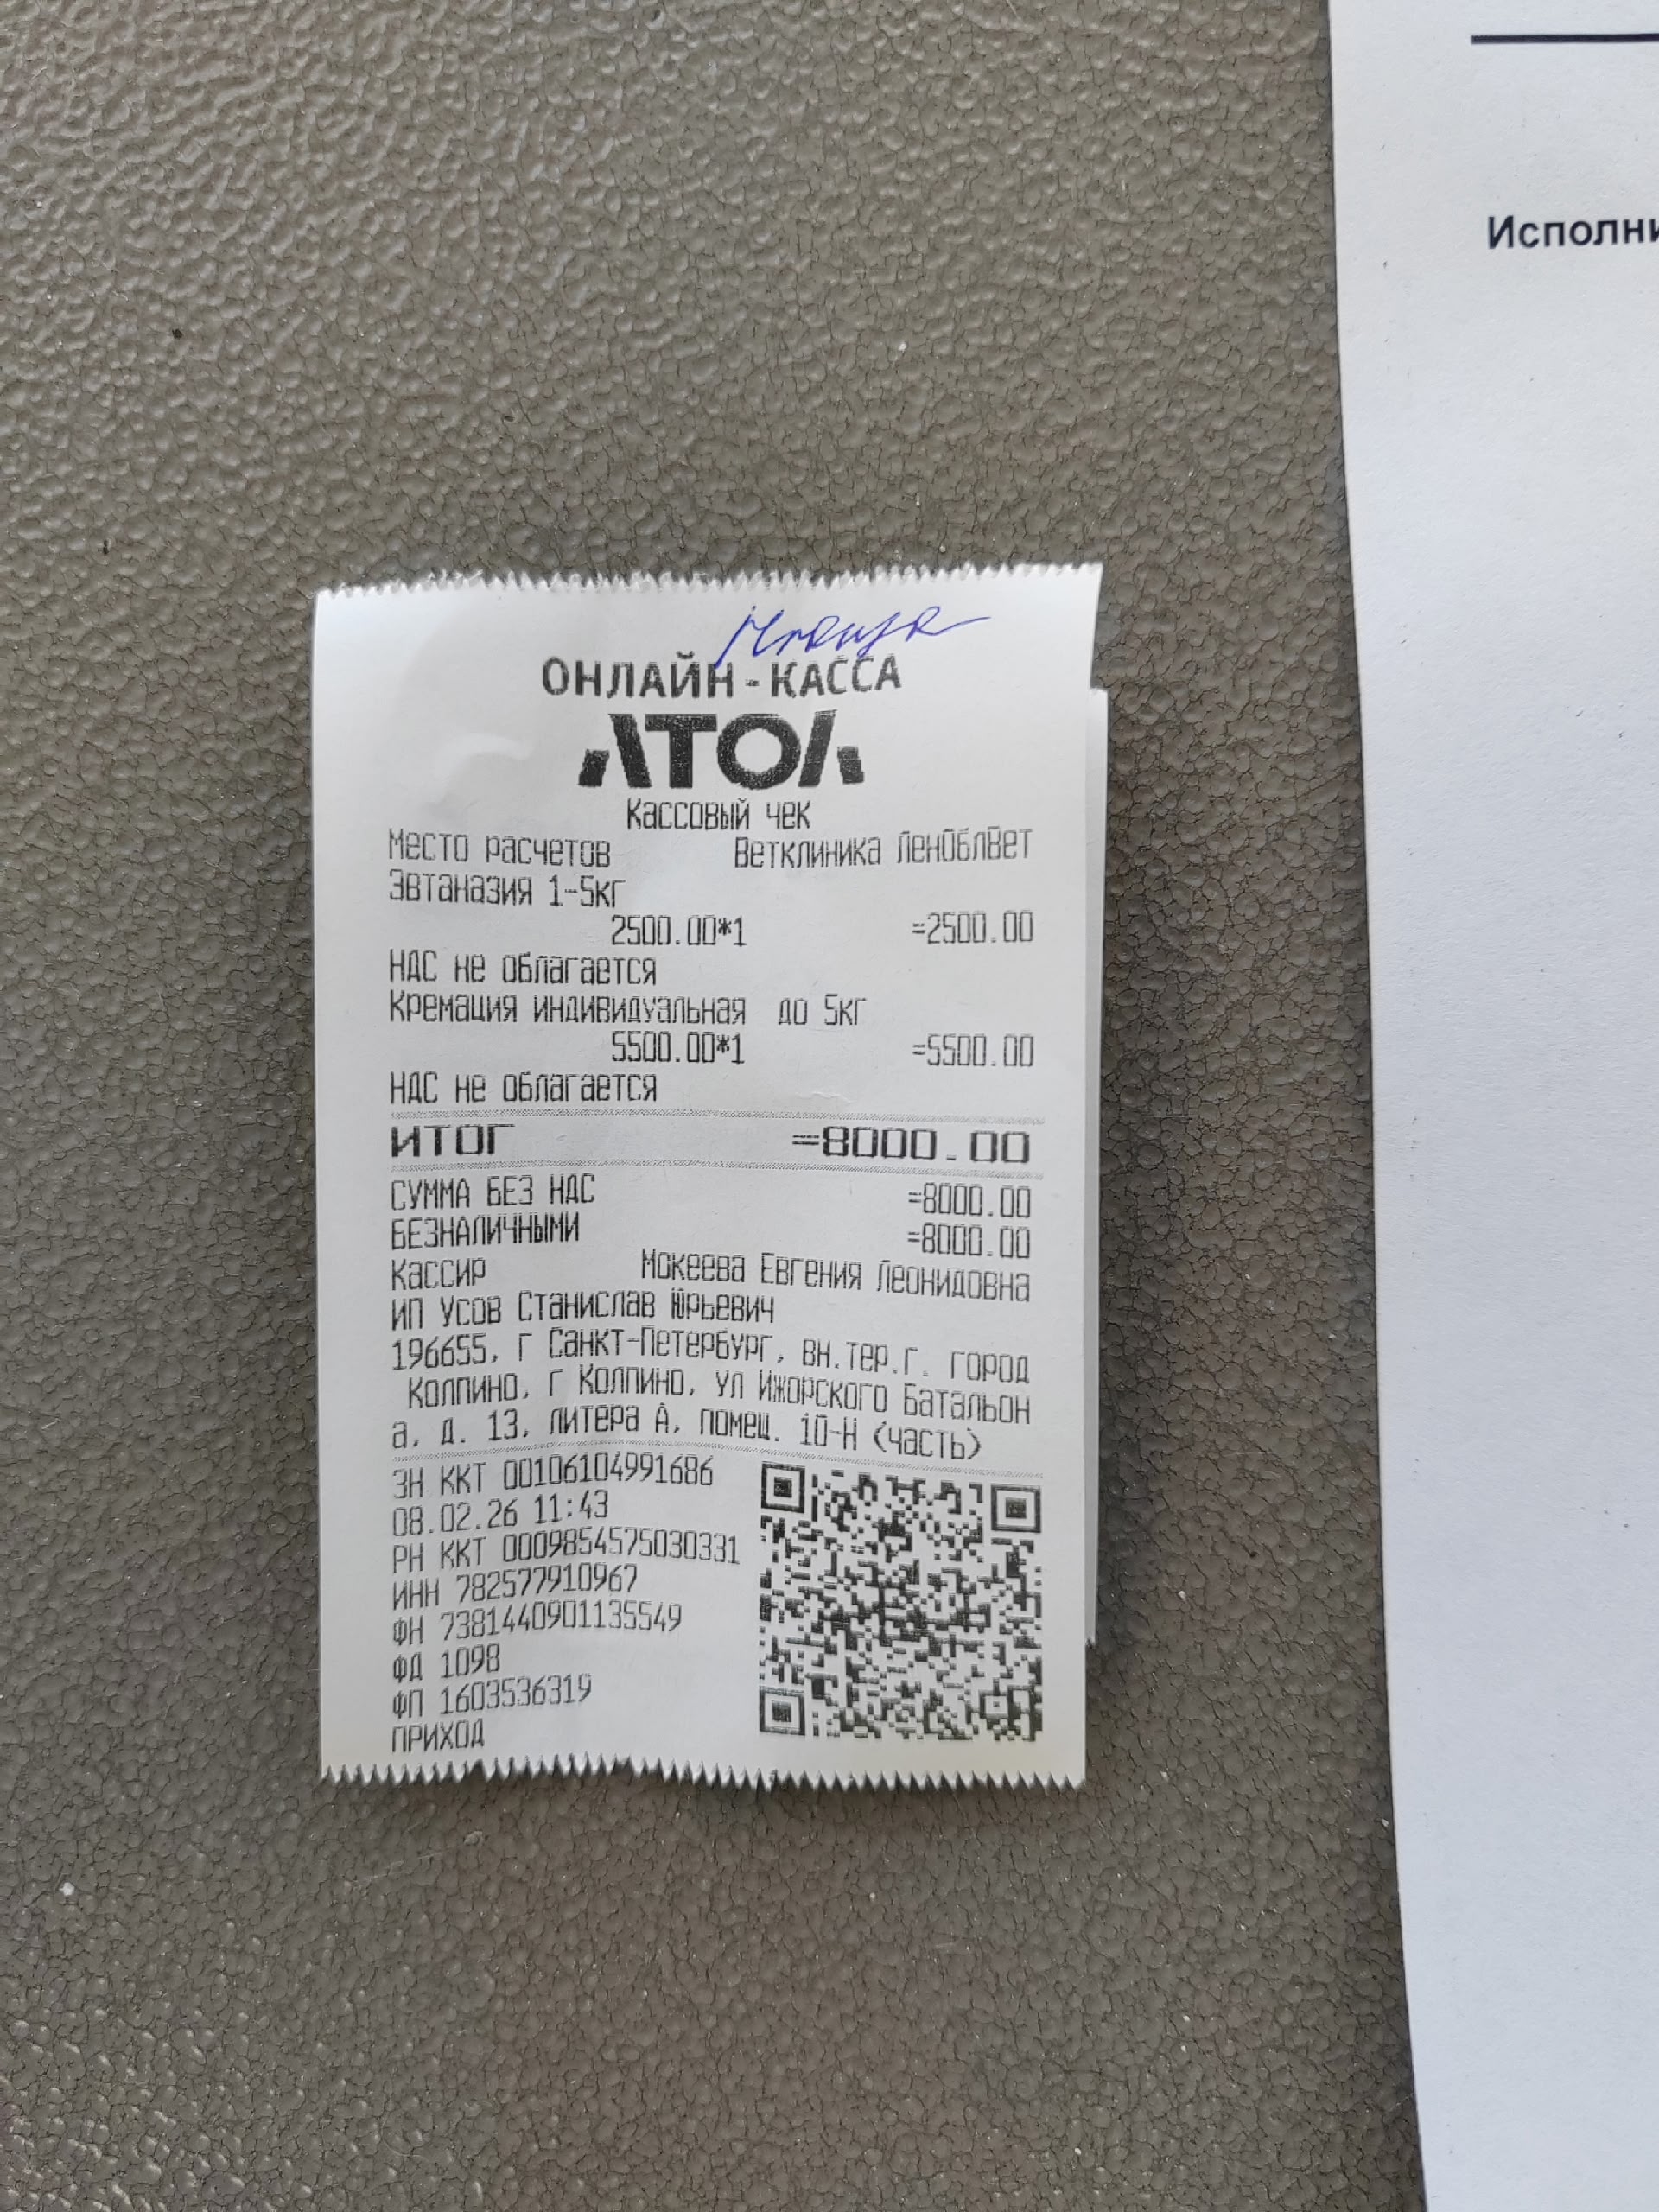 ОНЛАЙН-КАССА
АТОЛ
Кассовый чек
Место расчетов Ветклиника ЛенОблВет
Эвтаназия 1-5кг
2500.00*1 =2500.00
НДС не облагается
Кремация индивидуальная до 5кг
5500.00*1 =5500.00
НДС не облагается
ИТОГ =8000.00
СУММА БЕЗ НДС =8000.00
БЕЗНАЛИЧНЫМИ =8000.00
Кассир Мокеева Евгения Леонидовна
ИП Усов Станислав Юрьевич
196655, г Санкт-Петербург, вн.тер.г. город
Колпино, г Колпино, ул Ижорского Батальон
а, д. 13, литера А, помещ. 10-Н (часть)
ЗН ККТ 00106104991686
08.02.26 11:43
РН ККТ 0009854575030331
ИНН 782577910967
ФН 7381440901135549
ФД 1098
ФП 1603536319
ПРИХОД